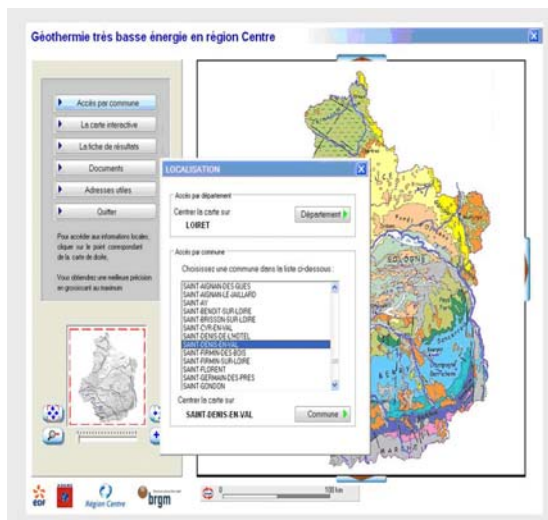 Géothermie très basse énergie en région Centre
Accès par commune
La carte interactive
La fiche de résultats
Documents
Adresses utiles
Quitter
Pour accéder aux informations locales,
cliquer sur le point correspondant
de la carte de droite,
Vous obtiendrez une meilleure précision
en grossissant au maximum
LOCALISATION
Accès par département
Centrer la carte sur
LOIRET
Département
Accès par commune
Choisissez une commune dans la liste ci-dessous :
SAINT-AIGNAN-DES-GUES
SAINT-AIGNAN-LE-JAILLARD
SAINT-AY
SAINT-BENOIT-SUR-LOIRE
SAINT-BRISSON-SUR-LOIRE
SAINT-CYR-EN-VAL
SAINT-DENIS-DE-L'HOTEL
SAINT-DENIS-EN-VAL
SAINT-FIRMIN-DES-BOIS
SAINT-FIRMIN-SUR-LOIRE
SAINT-FLORENT
SAINT-GERMAIN-DES-PRES
SAINT-GONDON
Centrer la carte sur
SAINT-DENIS-EN-VAL
Commune
SOLOGNE
EDF
Région Centre
brgm
0
100 km